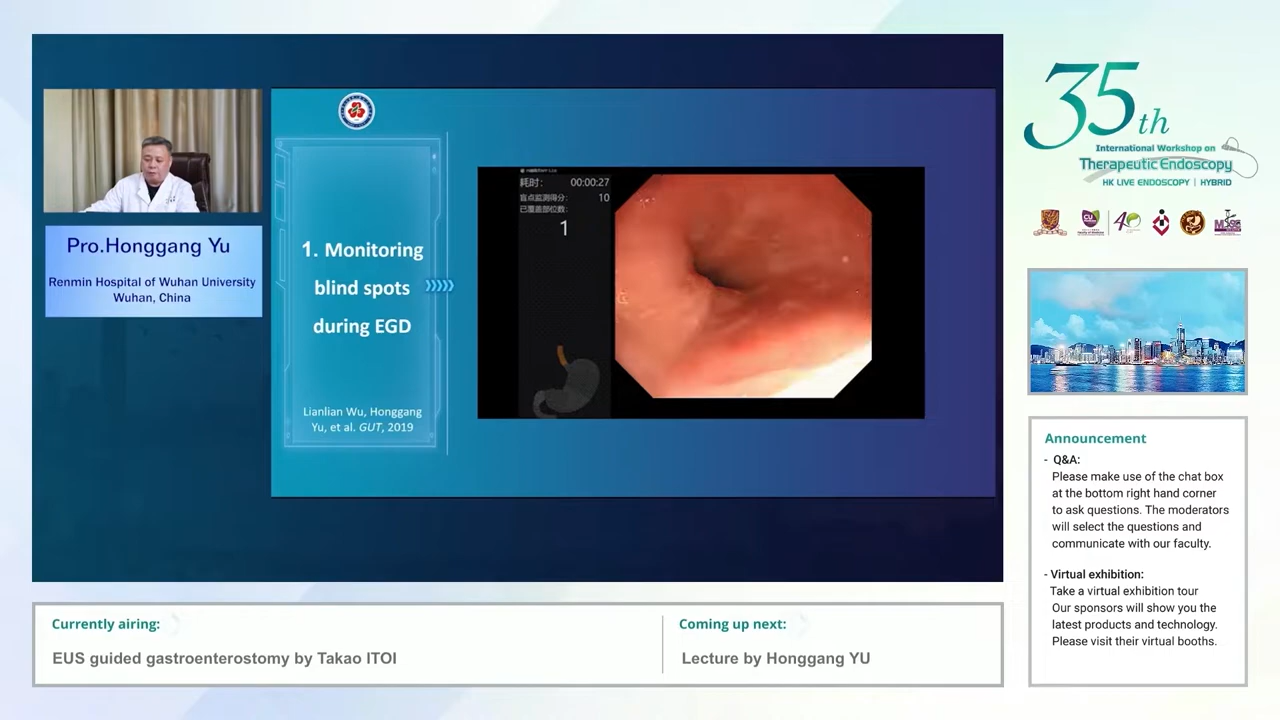 Pro.Honggang Yu
Renmin Hospital of Wuhan University
Wuhan, China
1. Monitoring
blind spots
during EGD
Lianlian Wu, Honggang
Yu, et al. GUT, 2019
耗时: 00:00:27
盲点监测得分: 10
已覆盖部位数:
1
35th
International Workshop on
Therapeutic Endoscopy
HK LIVE ENDOSCOPY | HYBRID
Announcement
- Q&A:
Please make use of the chat box
at the bottom right hand corner
to ask questions. The moderators
will select the questions and
communicate with our faculty.
- Virtual exhibition:
Take a virtual exhibition tour
Our sponsors will show you the
latest products and technology.
Please visit their virtual booths.
Currently airing:
EUS guided gastroenterostomy by Takao ITOI
Coming up next:
Lecture by Honggang YU